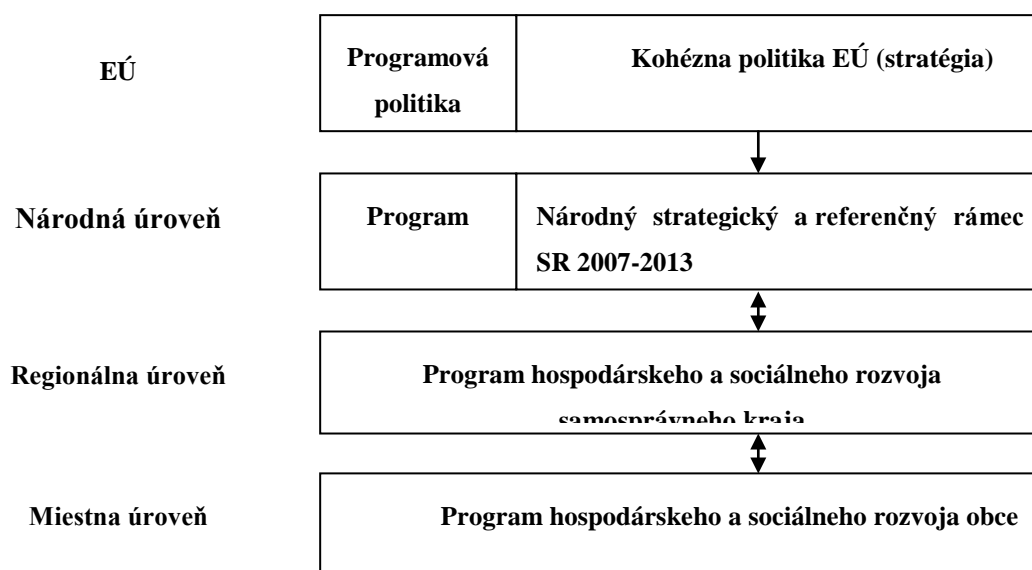 EÚ
Programová
politika
Kohézna politika EÚ (stratégia)
Národná úroveň
Program
Národný strategický a referenčný rámec
SR 2007-2013
Regionálna úroveň
Program hospodárskeho a sociálneho rozvoja
samosprávneho kraja
Miestna úroveň
Program hospodárskeho a sociálneho rozvoja obce